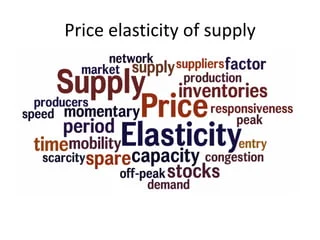 Price elasticity of supply
network
market supply suppliers factor
Supply production
inventories
producers Price responsiveness
speed momentary peak
period Elasticity
time mobility entry
scarcity spare capacity congestion
off-peak stocks
demand